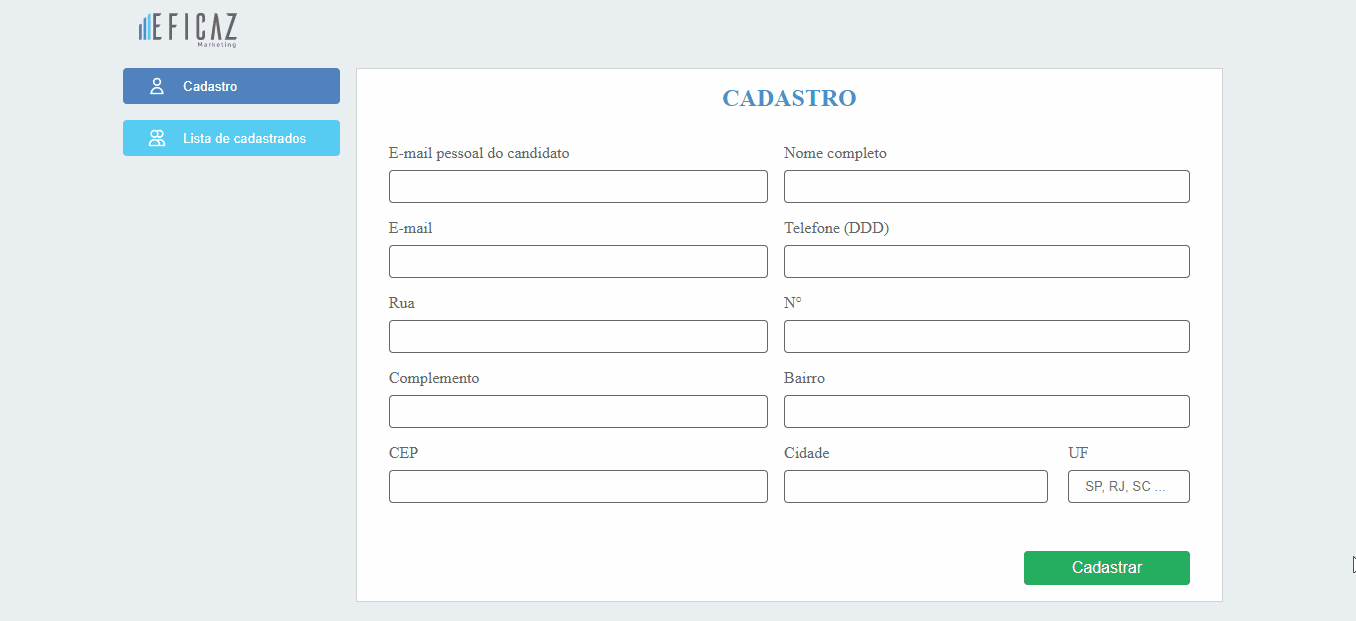 EFICAZ
Marketing
Cadastro
Lista de cadastrados
CADASTRO
E-mail pessoal do candidato
Nome completo
E-mail
Telefone (DDD)
Rua
N°
Complemento
Bairro
CEP
Cidade
UF
SP, RJ, SC ...
Cadastrar